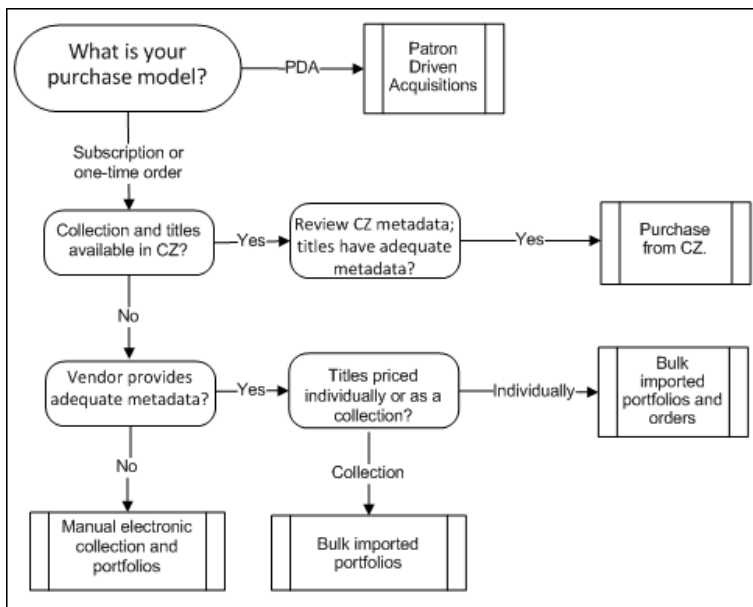 What is your
purchase model?
PDA
Patron
Driven
Acquisitions
Subscription or
one-time order
Collection and titles
available in CZ?
Yes
Review CZ metadata;
titles have adequate
metadata?
Yes
Purchase
from CZ.
No
Vendor provides
adequate metadata?
Yes
Titles priced
individually or as a
collection?
Individually
Bulk
imported
portfolios and
orders
No
Collection
Manual electronic
collection and
portfolios
Bulk imported
portfolios